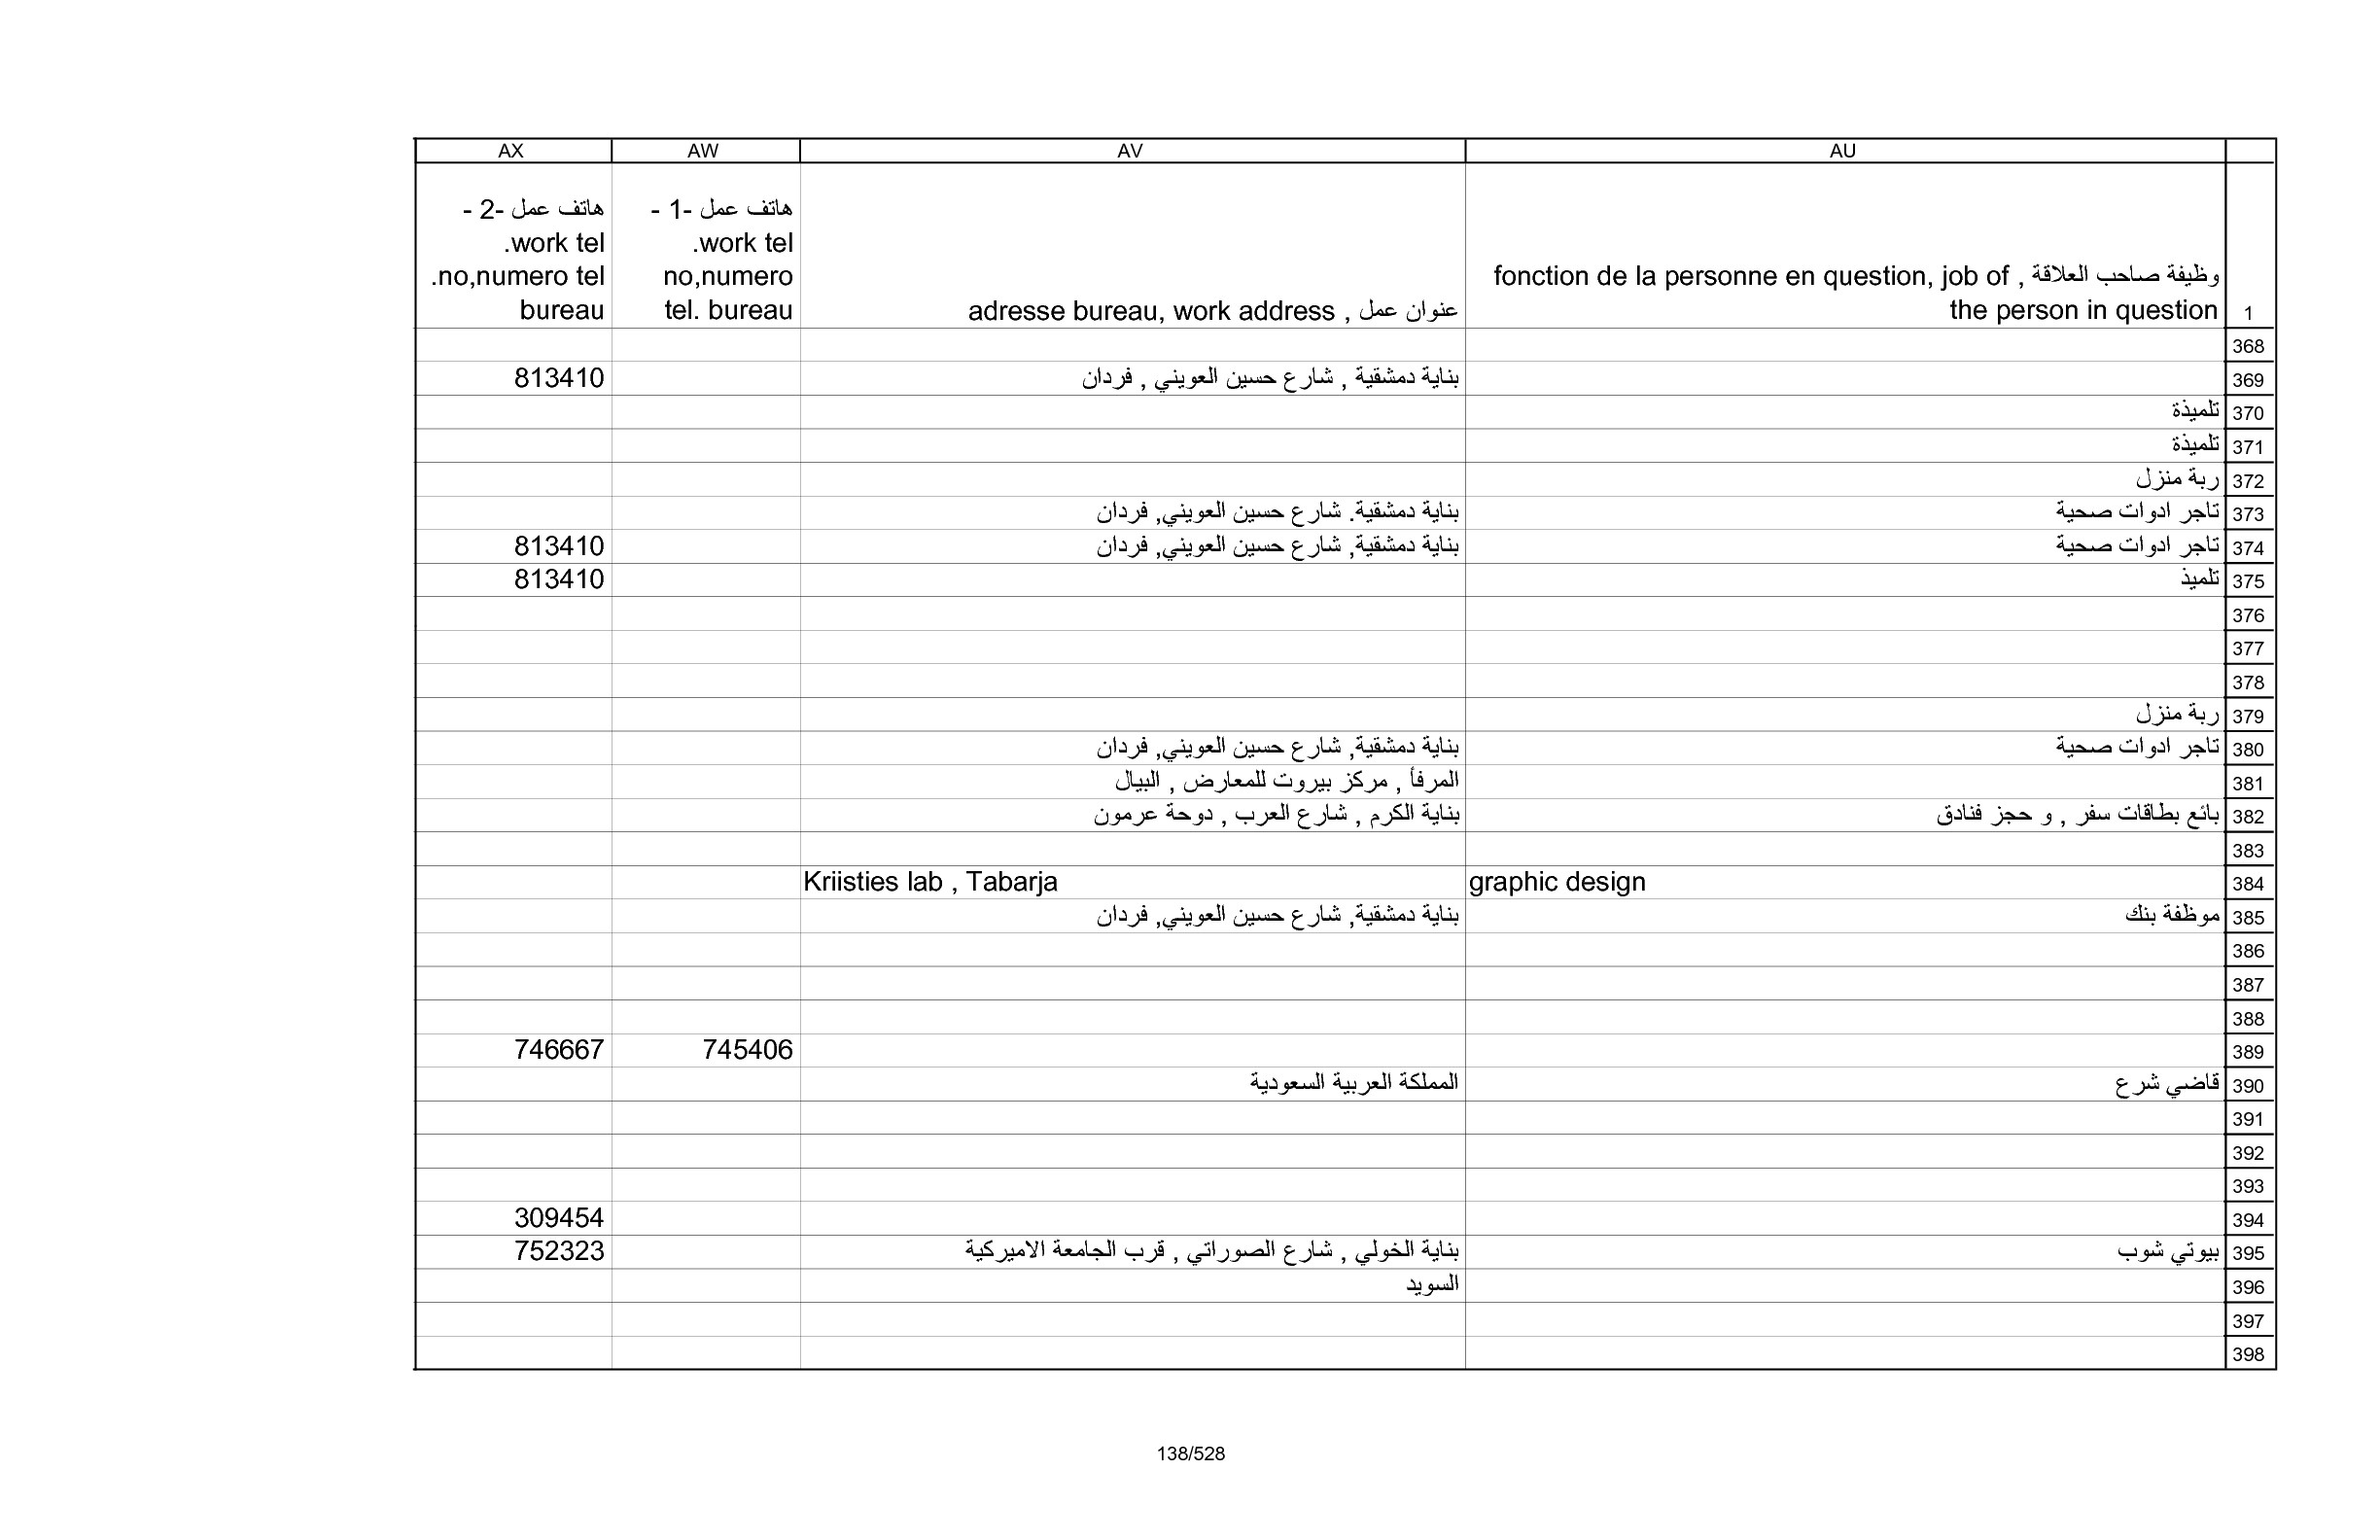 AU AV AW AX
1 وظيفة صاحب العلاقة , fonction de la personne en question, job of the person in question
عنوان عمل , adresse bureau, work address
هاتف عمل -1 - work tel. no,numero tel. bureau
هاتف عمل -2 - work tel. no,numero tel. bureau
368
369 بناية دمشقية , شارع حسين العويني , فردان 813410
370 تلميذة
371 تلميذة
372 ربة منزل
373 تاجر ادوات صحية بناية دمشقية. شارع حسين العويني, فردان
374 تاجر ادوات صحية بناية دمشقية, شارع حسين العويني, فردان 813410
375 تلميذ 813410
376
377
378
379 ربة منزل
380 تاجر ادوات صحية بناية دمشقية, شارع حسين العويني, فردان
381 المرفأ , مركز بيروت للمعارض , البيال
382 بائع بطاقات سفر , و حجز فنادق بناية الكرم , شارع العرب , دوحة عرمون
383
384 graphic design Kriisties lab , Tabarja
385 موظفة بنك بناية دمشقية, شارع حسين العويني, فردان
386
387
388
389 745406 746667
390 قاضي شرع المملكة العربية السعودية
391
392
393
394 309454
395 بيوتي شوب بناية الخولي , شارع الصوراتي , قرب الجامعة الاميركية 752323
396 السويد
397
398
138/528